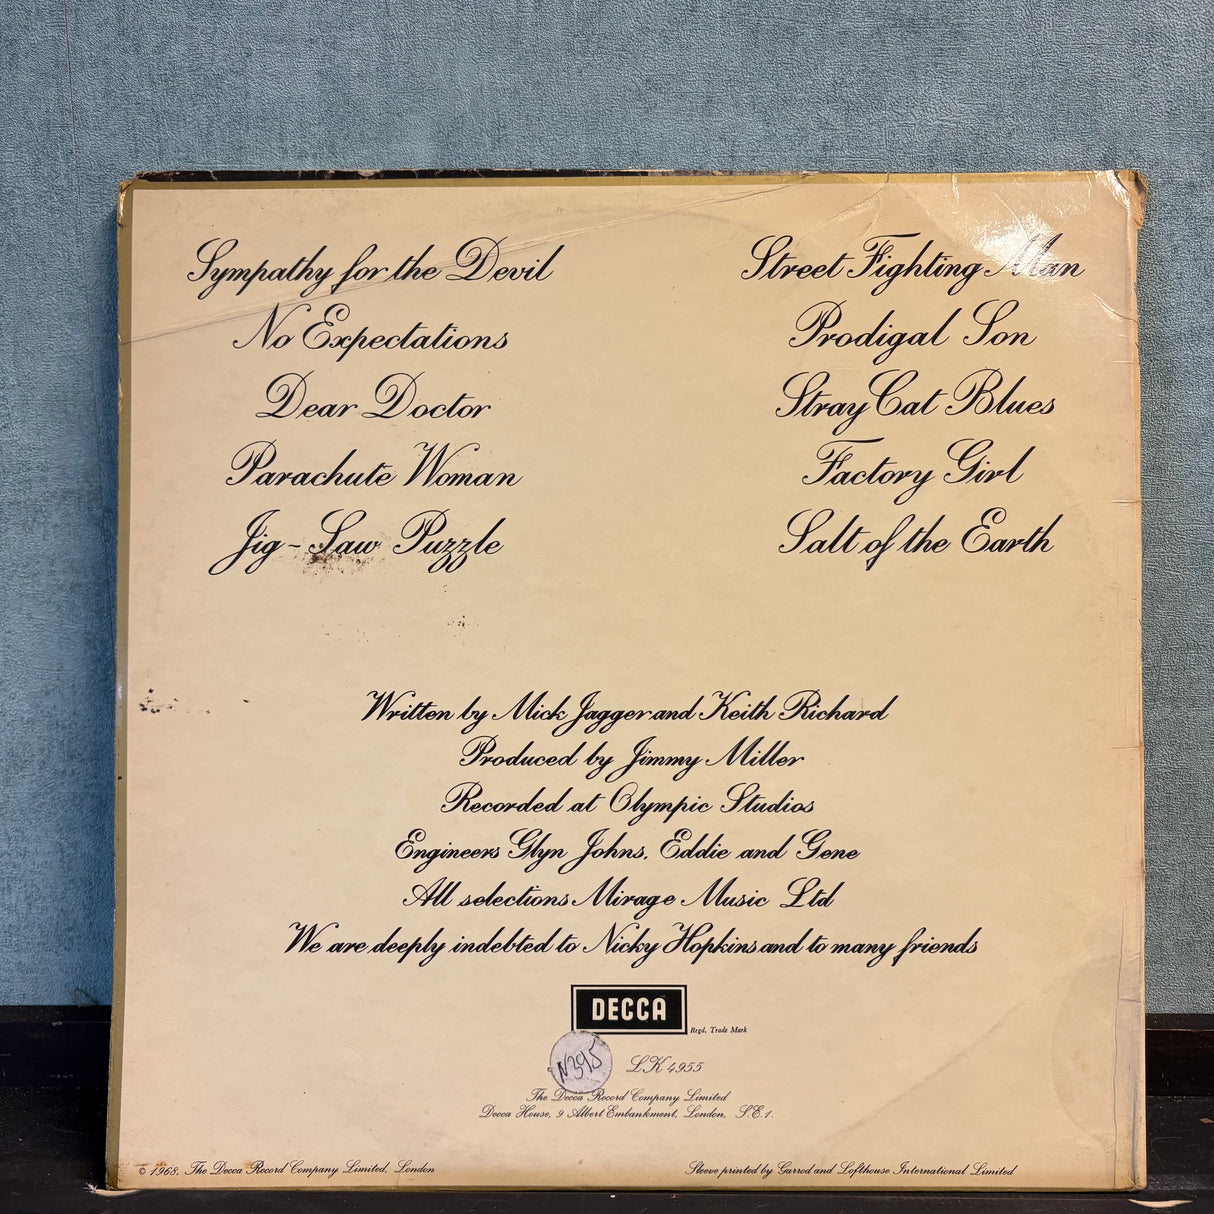 Sympathy for the Devil
No Expectations
Dear Doctor
Parachute Woman
Jig-Saw Puzzle
Street Fighting Man
Prodigal Son
Stray Cat Blues
Factory Girl
Salt of the Earth
Written by Mick Jagger and Keith Richard
Produced by Jimmy Miller
Recorded at Olympic Studios
Engineers Glyn Johns, Eddie and Gene
All selections Mirage Music Ltd
We are deeply indebted to Nicky Hopkins and to many friends
DECCA
Regd. Trade Mark
N395
LK 4955
The Decca Record Company Limited
Decca House, 9 Albert Embankment, London, S.E.1.
© 1968, The Decca Record Company Limited, London
Sleeve printed by Garrod and Lofthouse International Limited